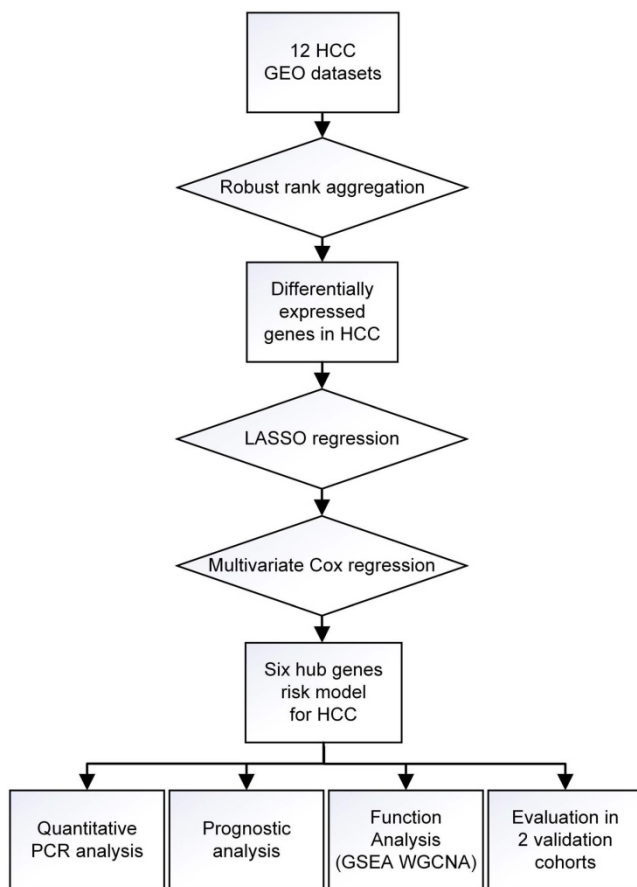 12 HCC
GEO datasets
Robust rank aggregation
Differentially
expressed
genes in HCC
LASSO regression
Multivariate Cox regression
Six hub genes
risk model
for HCC
Quantitative
PCR analysis
Prognostic
analysis
Function
Analysis
(GSEA WGCNA)
Evaluation in
2 validation
cohorts